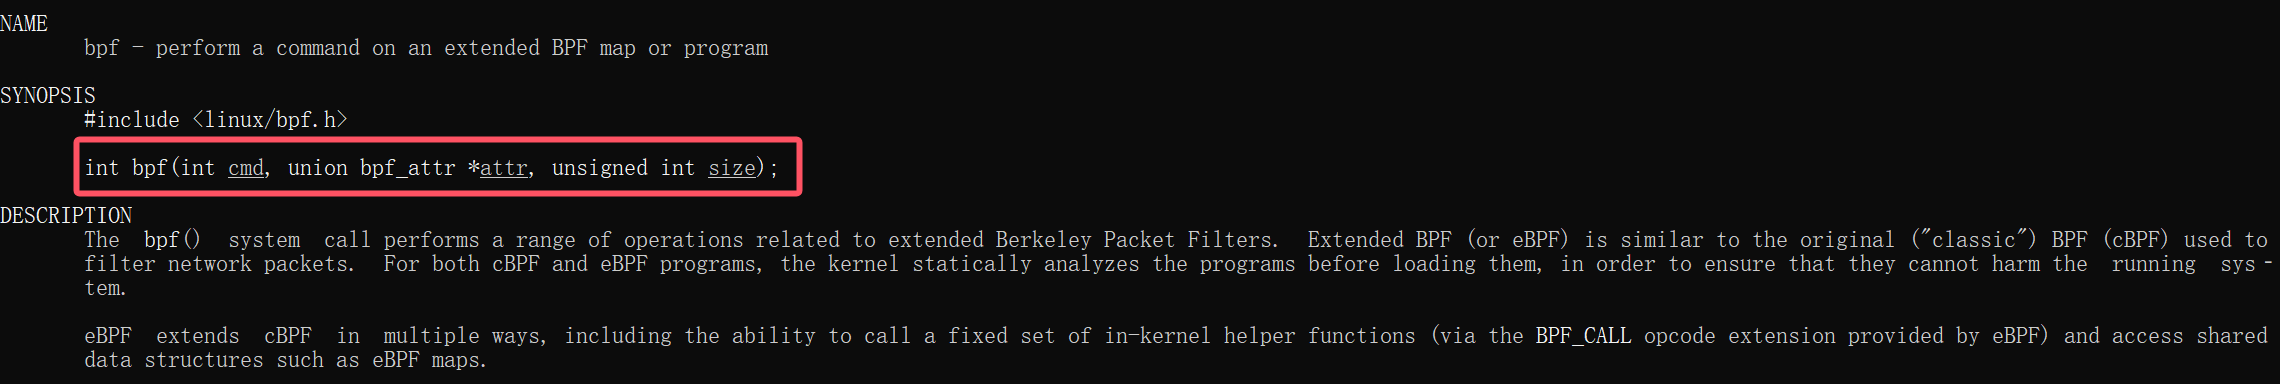 NAME
bpf - perform a command on an extended BPF map or program
SYNOPSIS
#include <linux/bpf.h>
int bpf(int cmd, union bpf_attr *attr, unsigned int size);
DESCRIPTION
The bpf() system call performs a range of operations related to extended Berkeley Packet Filters. Extended BPF (or eBPF) is similar to the original ("classic") BPF (cBPF) used to
filter network packets. For both cBPF and eBPF programs, the kernel statically analyzes the programs before loading them, in order to ensure that they cannot harm the running sys‐
tem.
eBPF extends cBPF in multiple ways, including the ability to call a fixed set of in-kernel helper functions (via the BPF_CALL opcode extension provided by eBPF) and access shared
data structures such as eBPF maps.